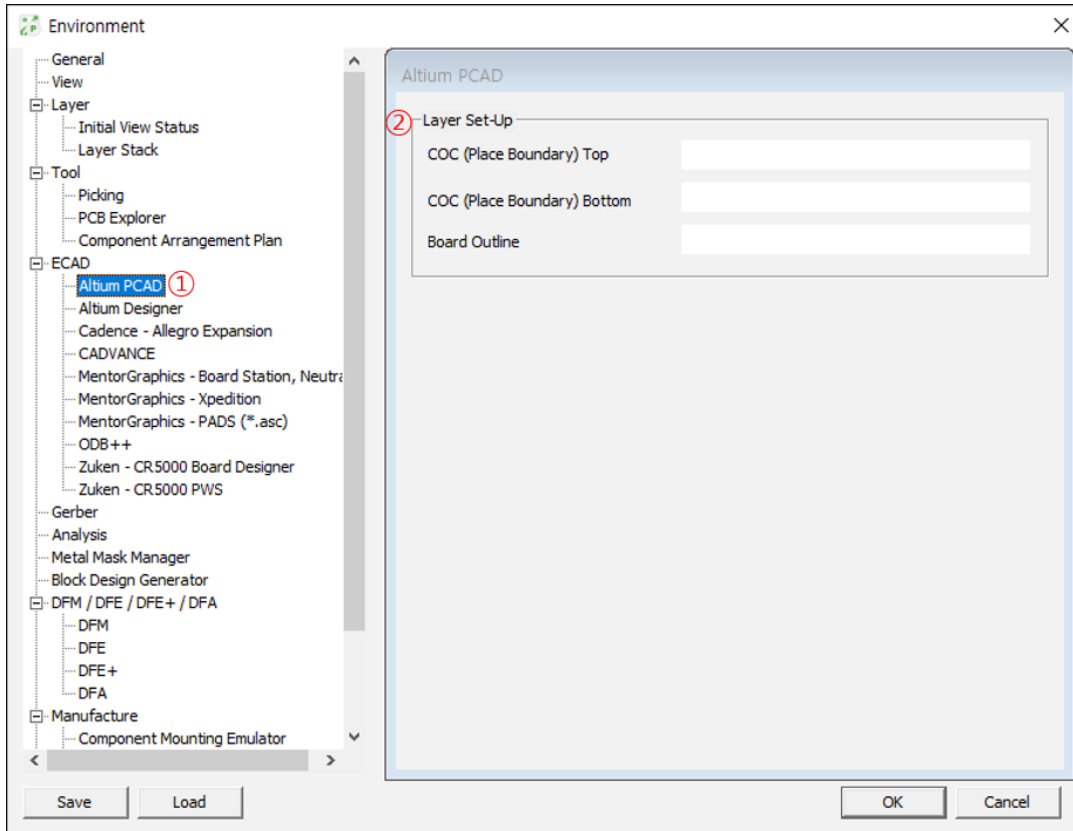 Environment
General
View
Layer
Initial View Status
Layer Stack
Tool
Picking
PCB Explorer
Component Arrangement Plan
ECAD
Altium PCAD ①
Altium Designer
Cadence - Allegro Expansion
CADVANCE
MentorGraphics - Board Station, Neutra
MentorGraphics - Xpedition
MentorGraphics - PADS (*.asc)
ODB++
Zuken - CR5000 Board Designer
Zuken - CR5000 PWS
Gerber
Analysis
Metal Mask Manager
Block Design Generator
DFM / DFE / DFE+ / DFA
DFM
DFE
DFE+
DFA
Manufacture
Component Mounting Emulator
Altium PCAD
② Layer Set-Up
COC (Place Boundary) Top
COC (Place Boundary) Bottom
Board Outline
Save Load OK Cancel